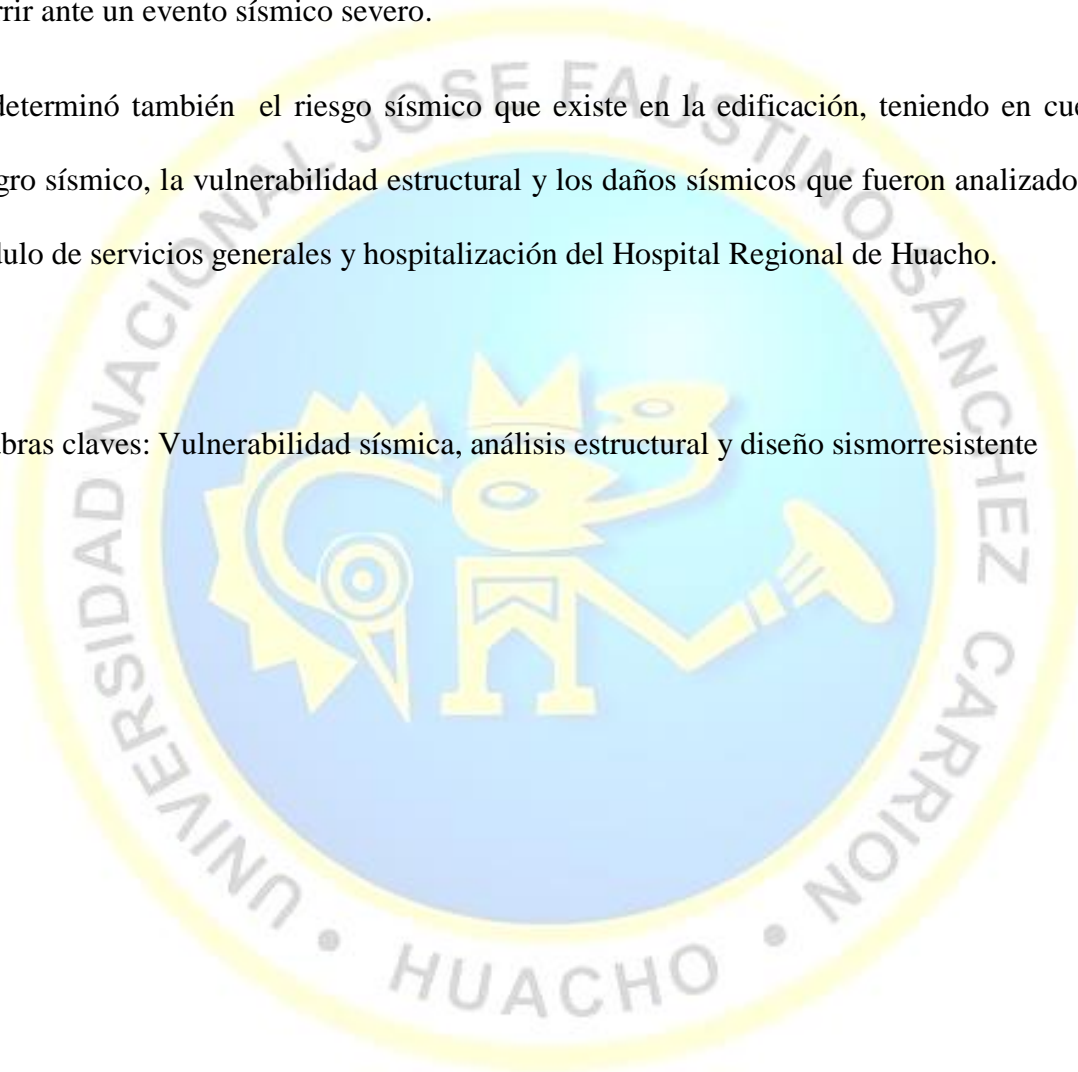 rrir ante un evento sísmico severo.
determinó también el riesgo sísmico que existe en la edificación, teniendo en cue
gro sísmico, la vulnerabilidad estructural y los daños sísmicos que fueron analizado
dulo de servicios generales y hospitalización del Hospital Regional de Huacho.
bras claves: Vulnerabilidad sísmica, análisis estructural y diseño sismorresistente
UNIVERSIDAD NACIONAL JOSE FAUSTINO SANCHEZ CARRION
• HUACHO •